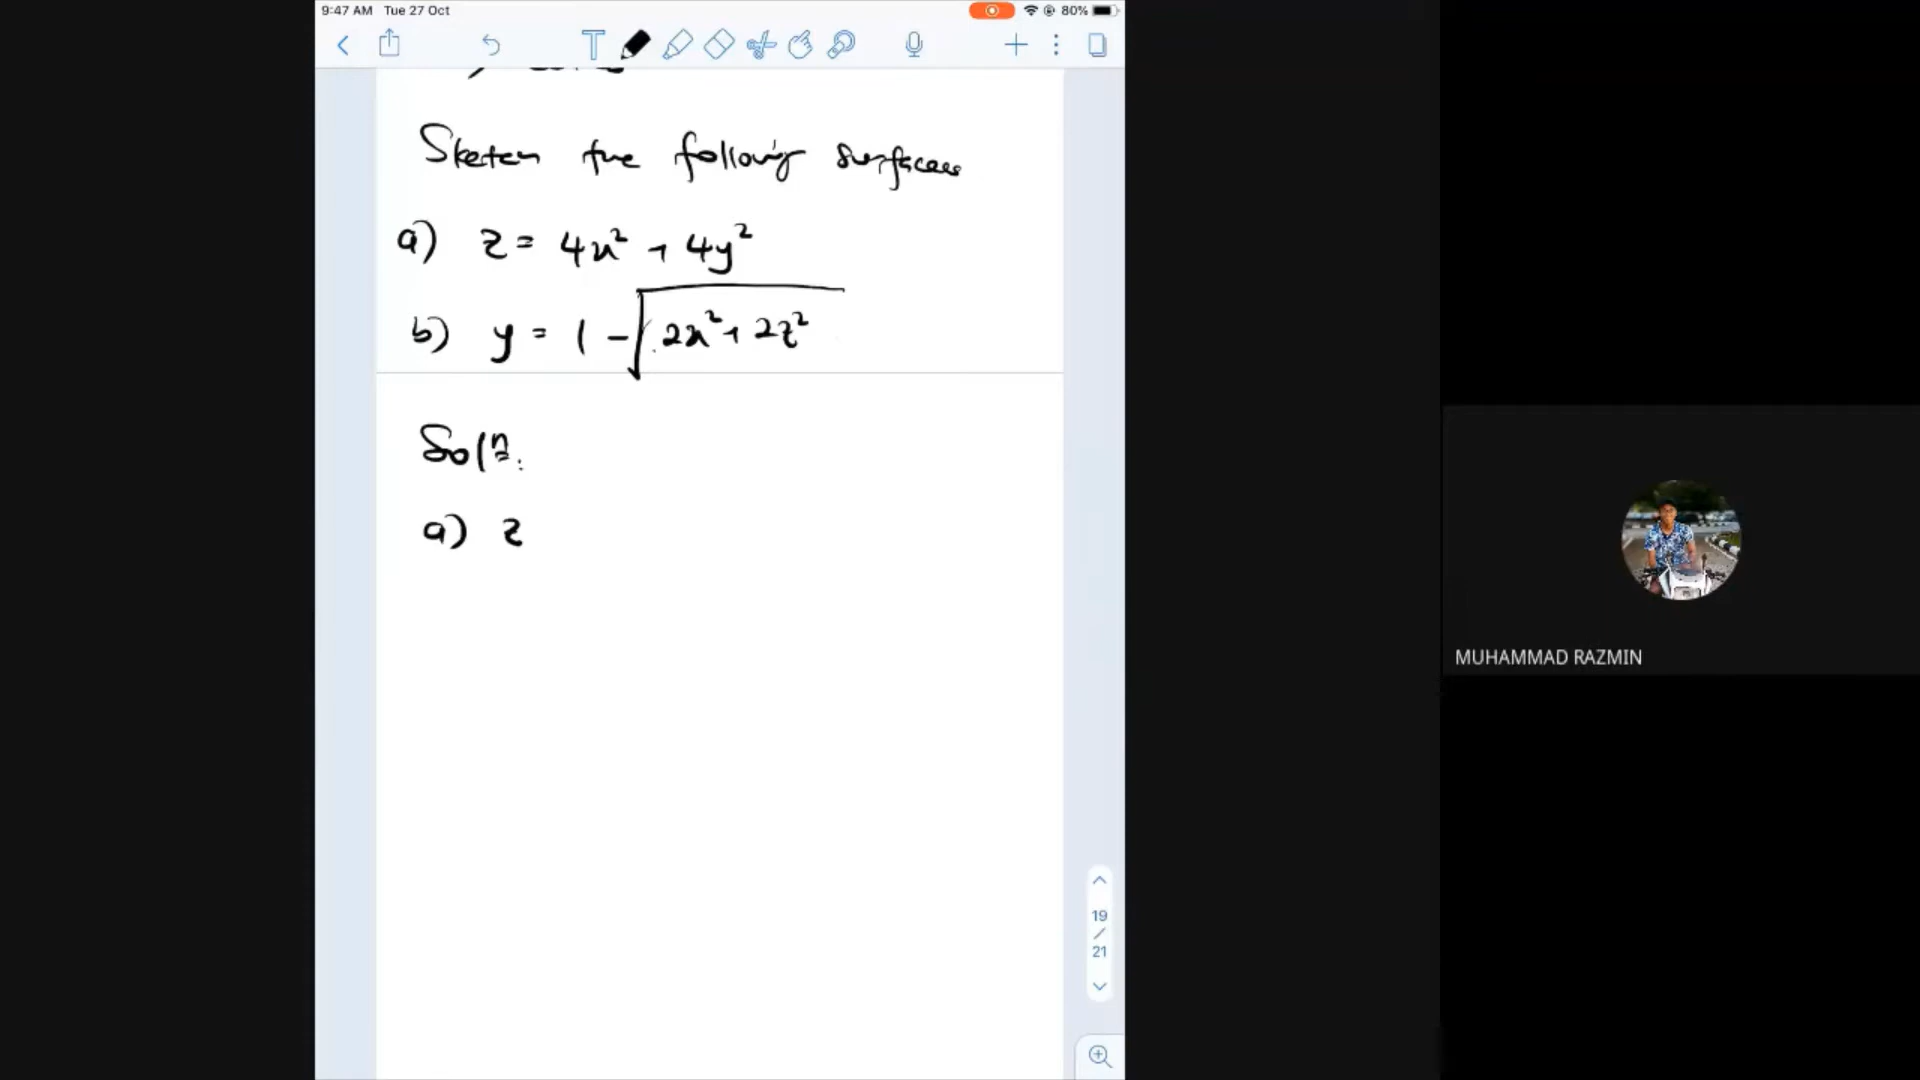 9:47 AM Tue 27 Oct
80%
Sketch the following surfaces
a) z = 4x² + 4y²
b) y = 1 - √2x² + 2z²
Solⁿ:
a) z
MUHAMMAD RAZMIN
19
/
21